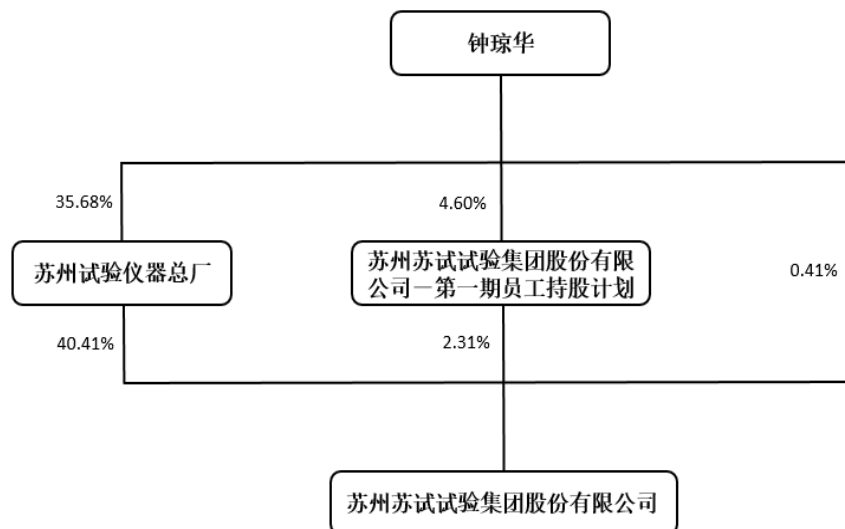 钟琼华
35.68%
4.60%
苏州试验仪器总厂
苏州苏试试验集团股份有限
公司－第一期员工持股计划
0.41%
40.41%
2.31%
苏州苏试试验集团股份有限公司